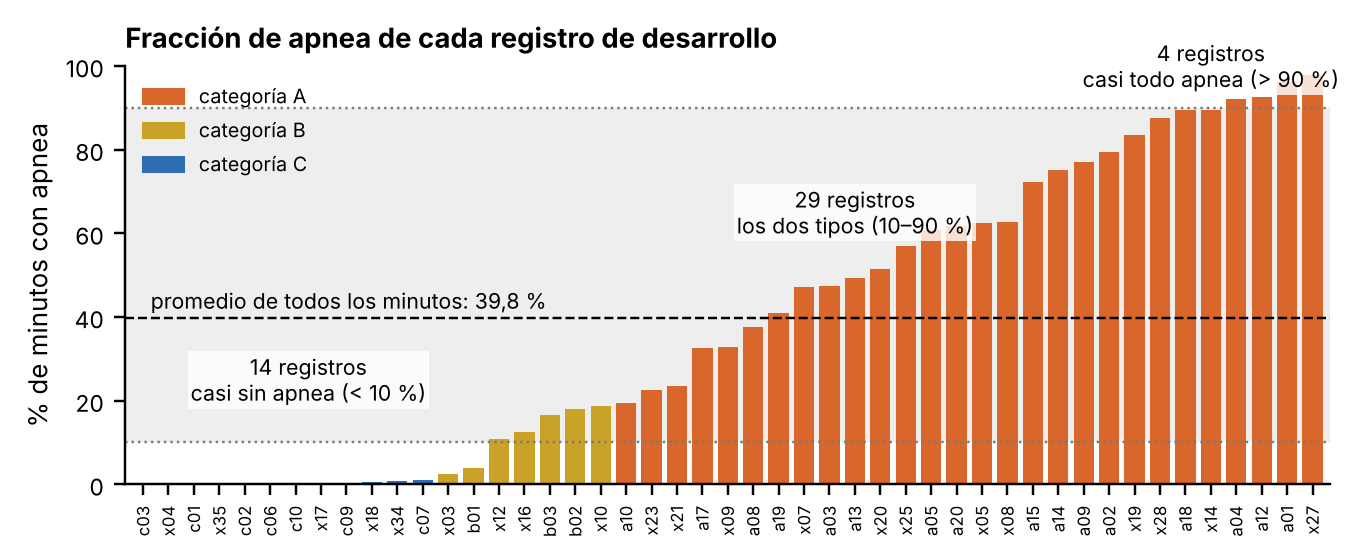 Fracción de apnea de cada registro de desarrollo
4 registros
casi todo apnea (> 90 %)
categoría A
categoría B
categoría C
29 registros
los dos tipos (10–90 %)
promedio de todos los minutos: 39,8 %
14 registros
casi sin apnea (< 10 %)
% de minutos con apnea
100
80
60
40
20
0
c03 x04 c01 x35 c02 c06 c10 x17 c09 x18 x34 c07 x03 b01 x12 x16 b03 b02 x10 a10 x23 x21 a17 x09 a08 a19 x07 a03 a13 x20 x25 a05 a20 x05 x08 a15 a14 a09 a02 x19 x28 a18 x14 a04 a12 a01 x27